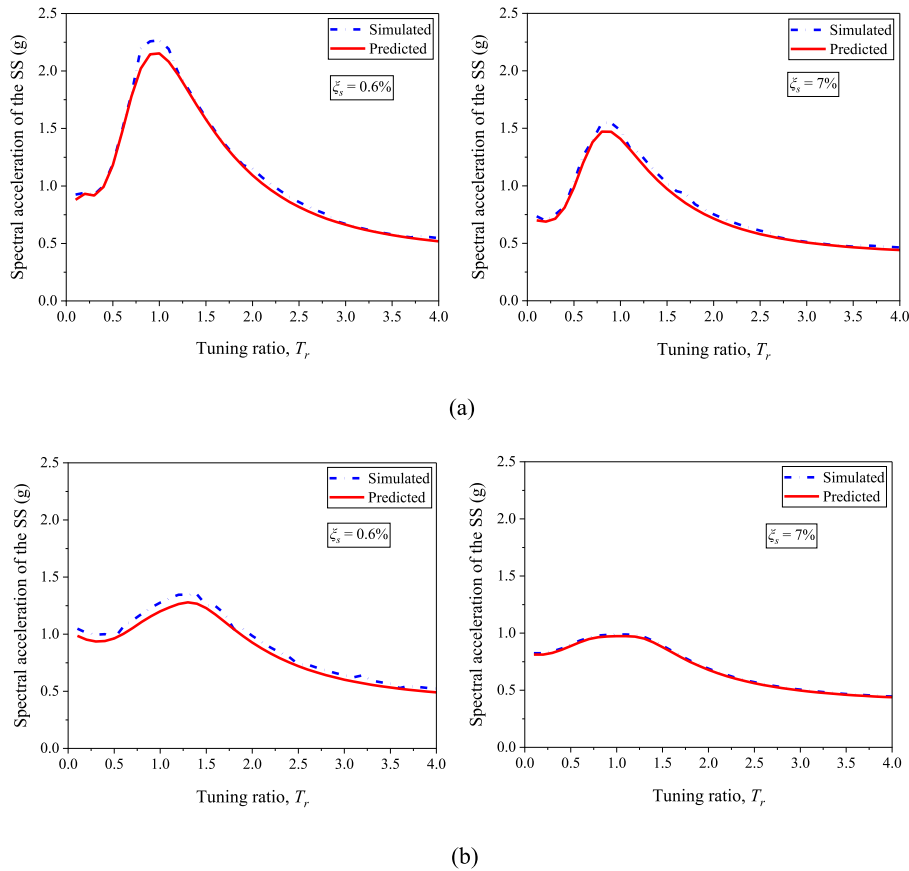 Spectral acceleration of the SS (g)
2.5
2.0
1.5
1.0
0.5
0.0
Simulated
Predicted
ξs = 0.6%
0.0 0.5 1.0 1.5 2.0 2.5 3.0 3.5 4.0
Tuning ratio, Tr
Spectral acceleration of the SS (g)
2.5
2.0
1.5
1.0
0.5
0.0
Simulated
Predicted
ξs = 7%
0.0 0.5 1.0 1.5 2.0 2.5 3.0 3.5 4.0
Tuning ratio, Tr
(a)
Spectral acceleration of the SS (g)
2.5
2.0
1.5
1.0
0.5
0.0
Simulated
Predicted
ξs = 0.6%
0.0 0.5 1.0 1.5 2.0 2.5 3.0 3.5 4.0
Tuning ratio, Tr
Spectral acceleration of the SS (g)
2.5
2.0
1.5
1.0
0.5
0.0
Simulated
Predicted
ξs = 7%
0.0 0.5 1.0 1.5 2.0 2.5 3.0 3.5 4.0
Tuning ratio, Tr
(b)